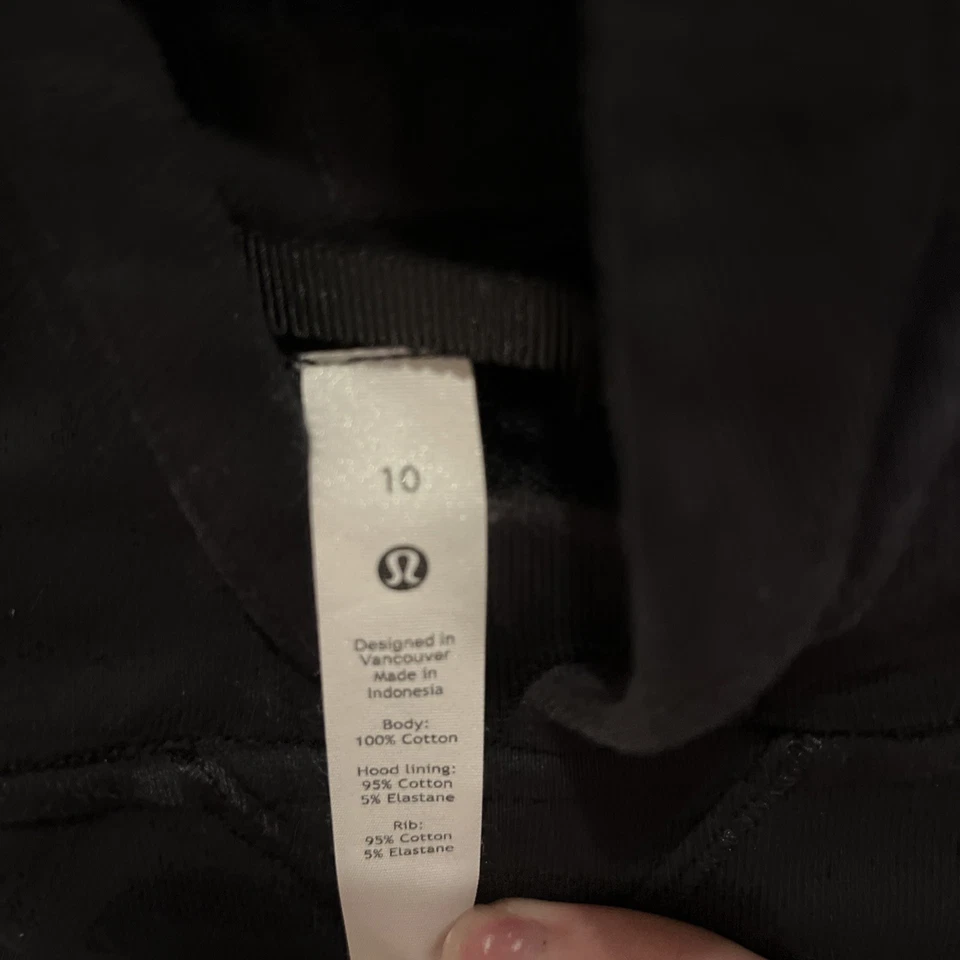 10
Designed in
Vancouver
Made in
Indonesia
Body:
100% Cotton
Hood lining:
95% Cotton
5% Elastane
Rib:
95% Cotton
5% Elastane